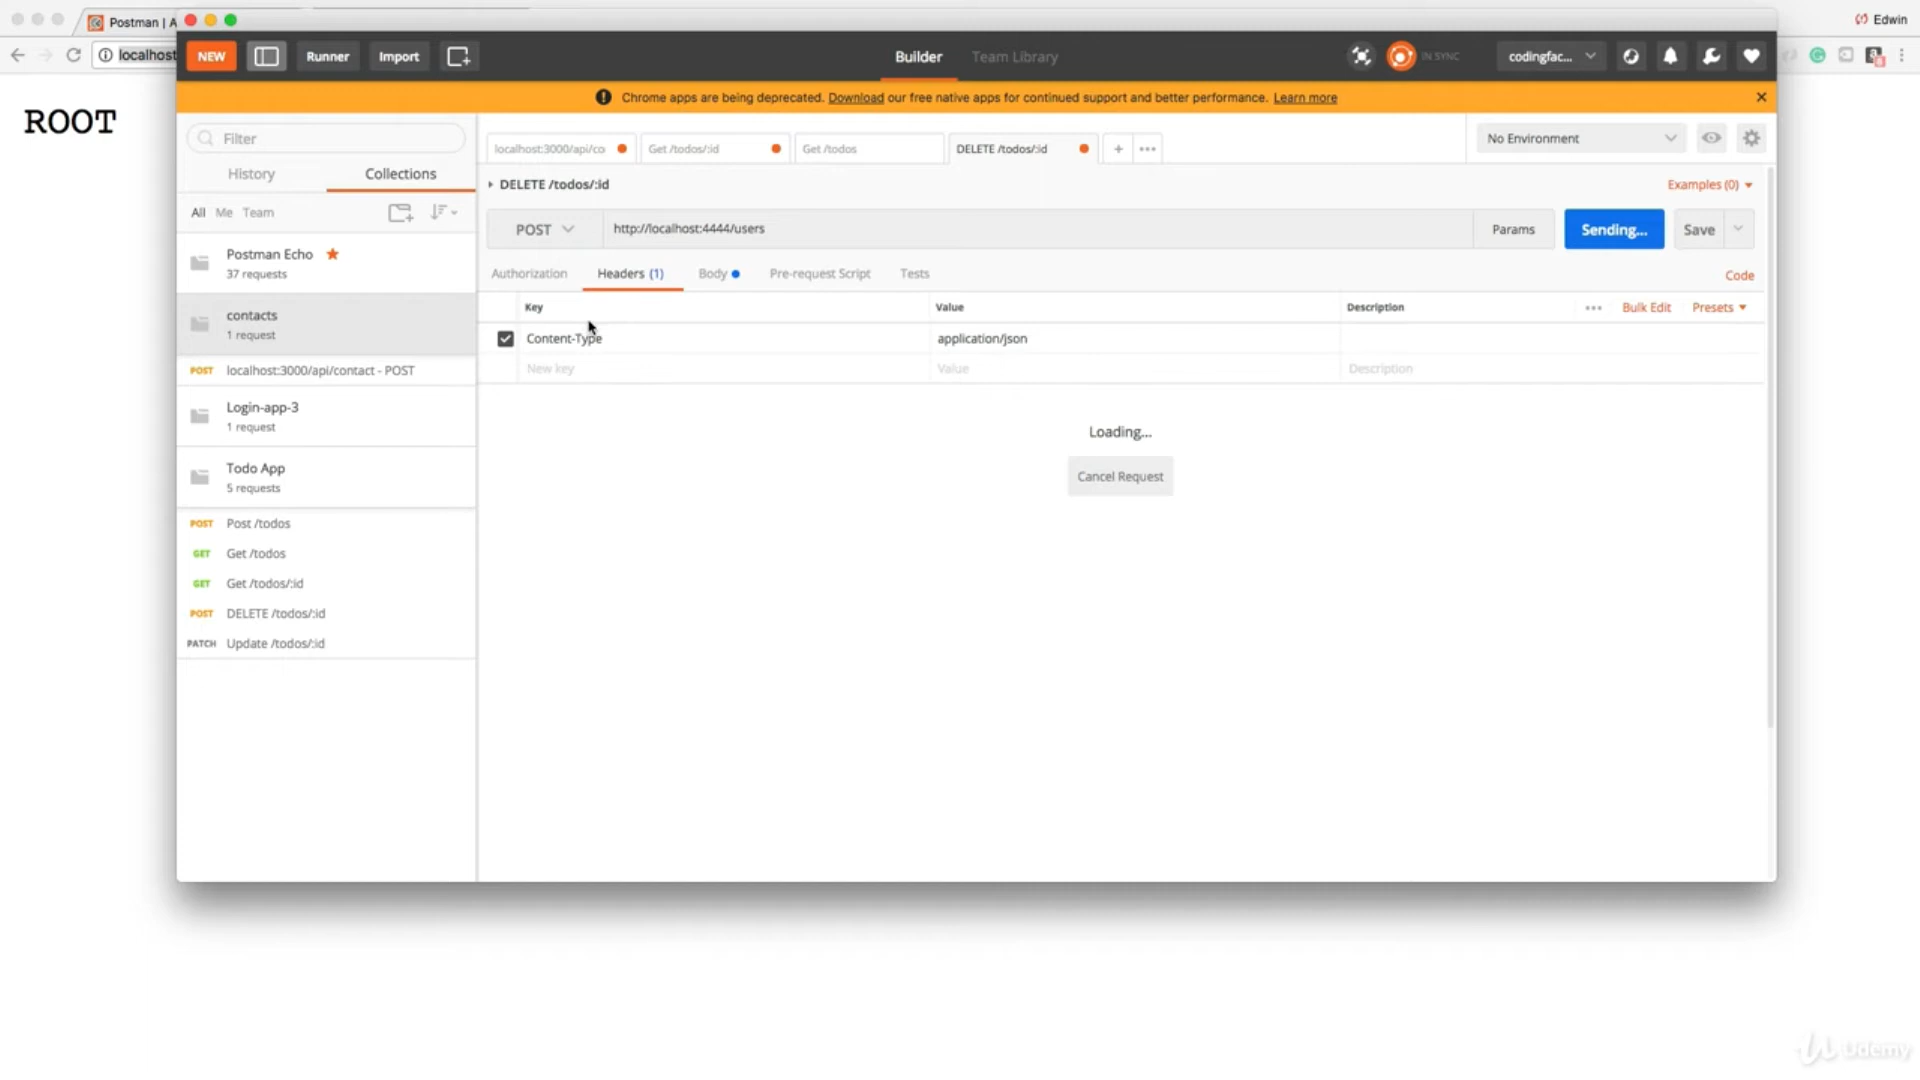 Postman | A
Edwin
localhost
NEW
Runner
Import
Builder
Team Library
IN SYNC
codingfac...
Chrome apps are being deprecated. Download our free native apps for continued support and better performance. Learn more
ROOT
Filter
History
Collections
All Me Team
Postman Echo
37 requests
contacts
1 request
POST localhost:3000/api/contact - POST
Login-app-3
1 request
Todo App
5 requests
POST Post /todos
GET Get /todos
GET Get /todos/:id
POST DELETE /todos/:id
PATCH Update /todos/:id
localhost:3000/api/co
Get /todos/:id
Get /todos
DELETE /todos/:id
+
No Environment
DELETE /todos/:id
Examples (0)
POST
http://localhost:4444/users
Params
Sending...
Save
Authorization
Headers (1)
Body
Pre-request Script
Tests
Code
Key
Value
Description
Bulk Edit
Presets
Content-Type
application/json
New key
Value
Description
Loading...
Cancel Request
Udemy